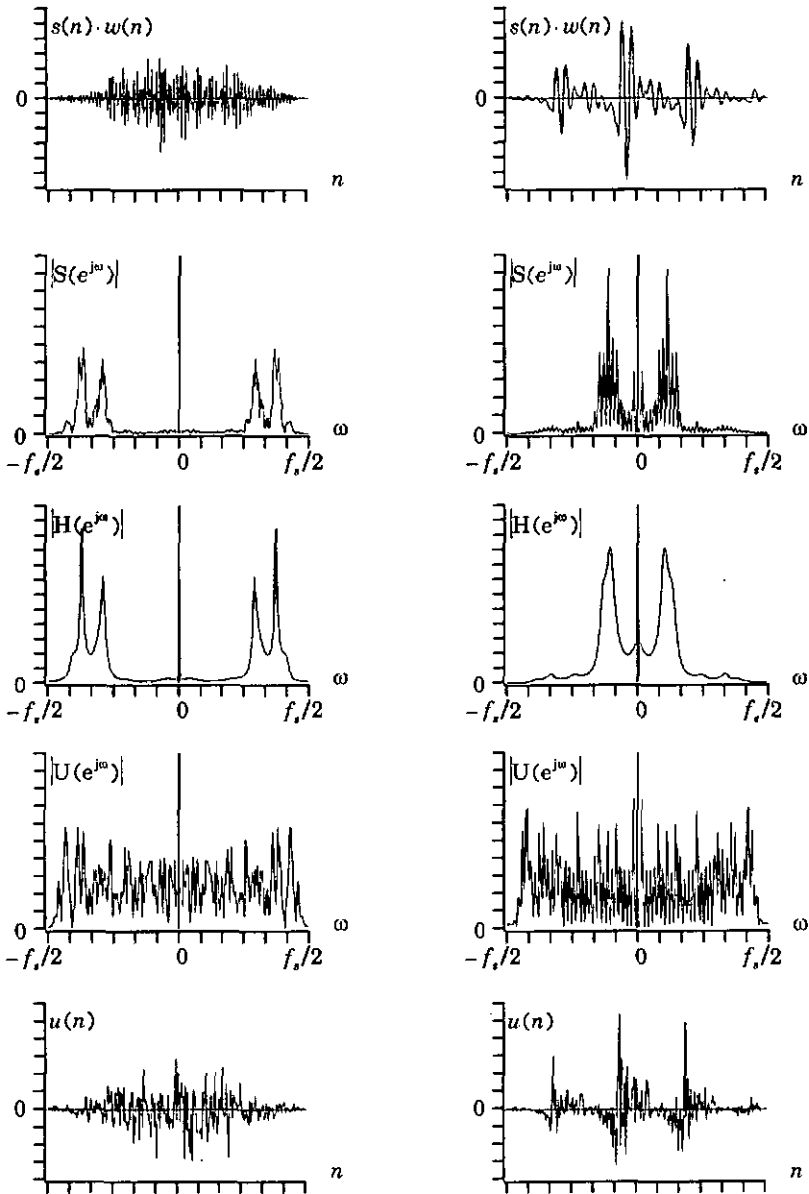 s(n)·w(n) s(n)·w(n)
0 0
n n
|S(e^jω)| |S(e^jω)|
0 ω 0 ω
−f_s/2 0 f_s/2 −f_s/2 0 f_s/2
|H(e^jω)| |H(e^jω)|
0 ω 0 ω
−f_s/2 0 f_s/2 −f_s/2 0 f_s/2
|U(e^jω)| |U(e^jω)|
0 ω 0 ω
−f_s/2 0 f_s/2 −f_s/2 0 f_s/2
u(n) u(n)
0 0
n n